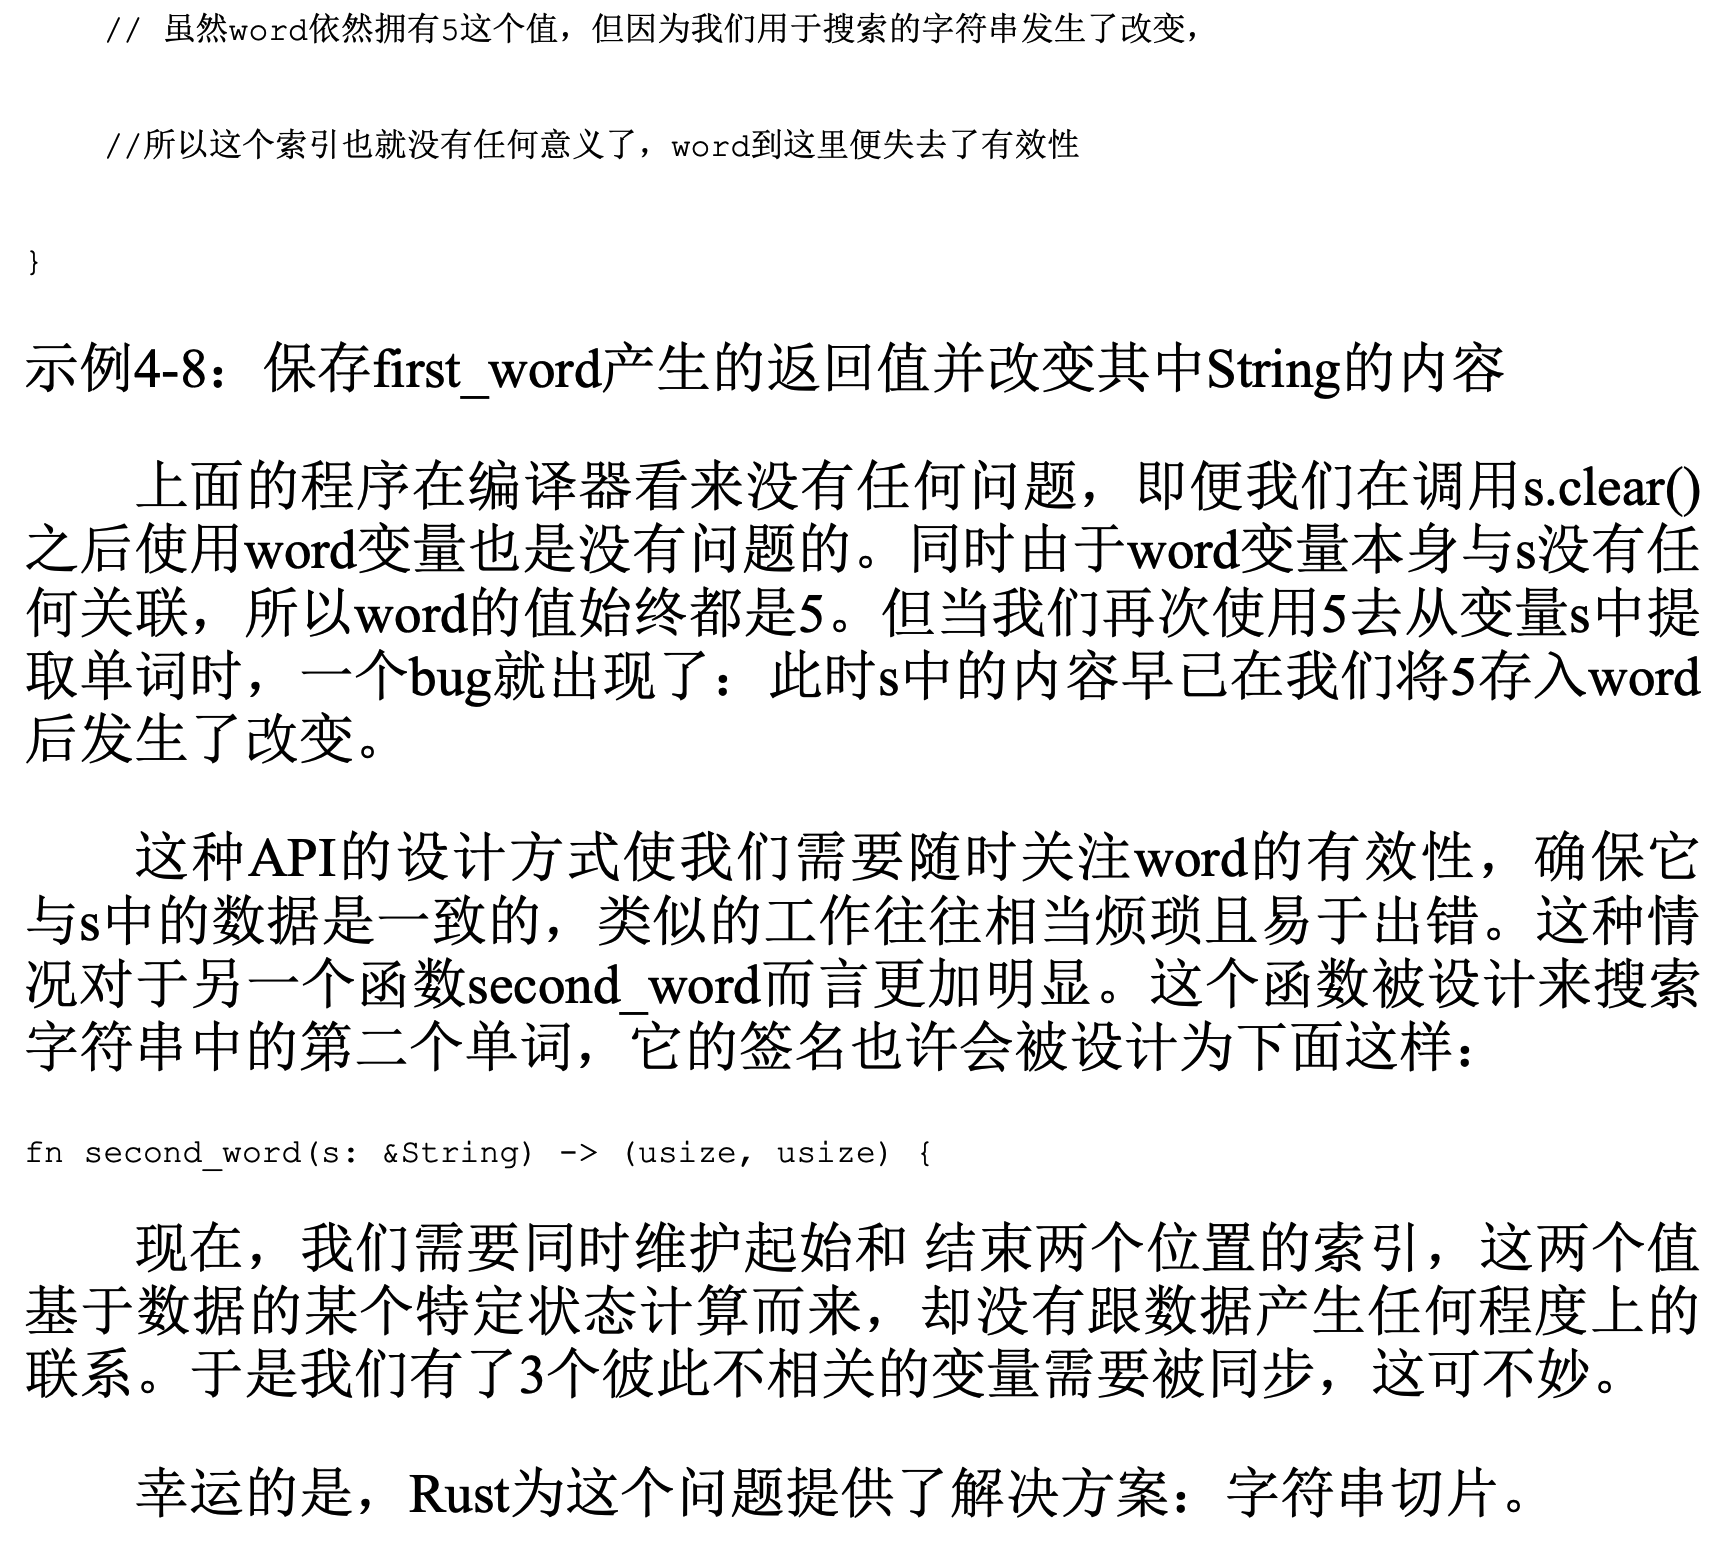 // 虽然word依然拥有5这个值，但因为我们用于搜索的字符串发生了改变，
//所以这个索引也就没有任何意义了，word到这里便失去了有效性
}
示例4-8：保存first_word产生的返回值并改变其中String的内容
上面的程序在编译器看来没有任何问题，即便我们在调用s.clear()
之后使用word变量也是没有问题的。同时由于word变量本身与s没有任
何关联，所以word的值始终都是5。但当我们再次使用5去从变量s中提
取单词时，一个bug就出现了：此时s中的内容早已在我们将5存入word
后发生了改变。
这种API的设计方式使我们需要随时关注word的有效性，确保它
与s中的数据是一致的，类似的工作往往相当烦琐且易于出错。这种情
况对于另一个函数second_word而言更加明显。这个函数被设计来搜索
字符串中的第二个单词，它的签名也许会被设计为下面这样：
fn second_word(s: &String) -> (usize, usize) {
现在，我们需要同时维护起始和 结束两个位置的索引，这两个值
基于数据的某个特定状态计算而来，却没有跟数据产生任何程度上的
联系。于是我们有了3个彼此不相关的变量需要被同步，这可不妙。
幸运的是，Rust为这个问题提供了解决方案：字符串切片。